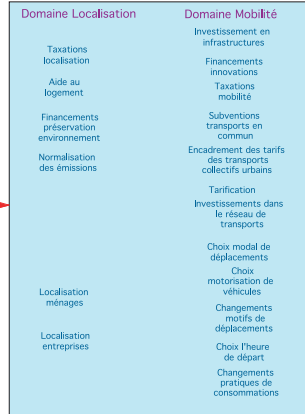 Domaine Localisation
Taxations
localisation
Aide au
logement
Financements
préservation
environnement
Normalisation
des émissions
Localisation
ménages
Localisation
entreprises
Domaine Mobilité
Investissement en
infrastructures
Financements
innovations
Taxations
mobilité
Subventions
transports en
commun
Encadrement des tarifs
des transports
collectifs urbains
Tarification
Investissements dans
le réseau de
transports
Choix modal de
déplacements
Choix
motorisation de
véhicules
Changements
motifs de
déplacements
Choix l'heure
de départ
Changements
pratiques de
consommations